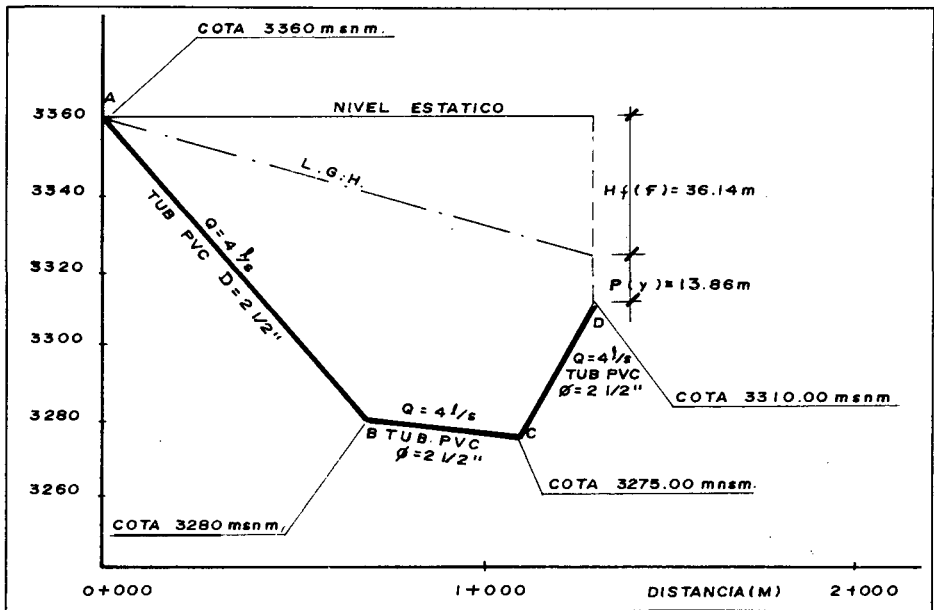 COTA 3360 msnm.
A
3360
NIVEL ESTATICO
L.G.H.
Hf(F)= 36.14 m
3340
Q=4 l/s
TUB PVC D=2 1/2"
3320
P(y)=13.86m
D
3300
Q=4 l/s
TUB PVC
Ø=2 1/2"
COTA 3310.00 msnm
Q=4 l/s
3280
B
TUB. PVC
Ø=2 1/2"
C
3260
COTA 3275.00 mnsm.
COTA 3280 msnm,
0+000
1+000
DISTANCIA(M)
2+000